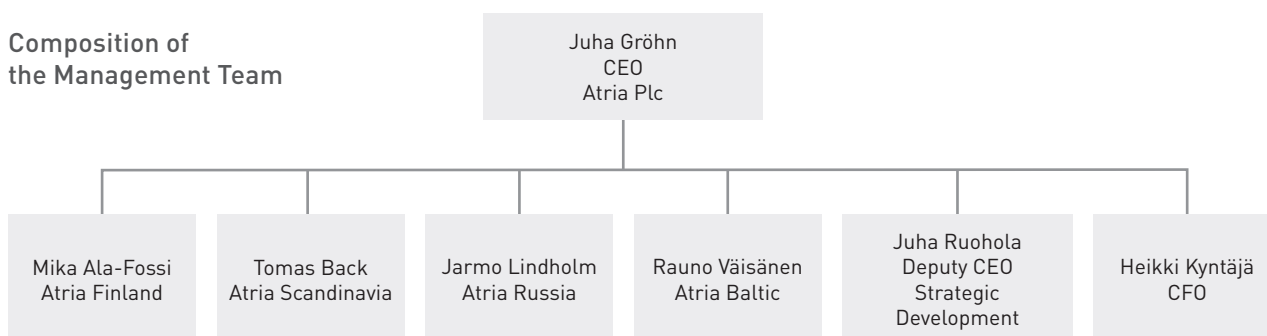 Composition of
the Management Team
Juha Gröhn
CEO
Atria Plc
Mika Ala-Fossi
Atria Finland
Tomas Back
Atria Scandinavia
Jarmo Lindholm
Atria Russia
Rauno Väisänen
Atria Baltic
Juha Ruohola
Deputy CEO
Strategic
Development
Heikki Kyntäjä
CFO